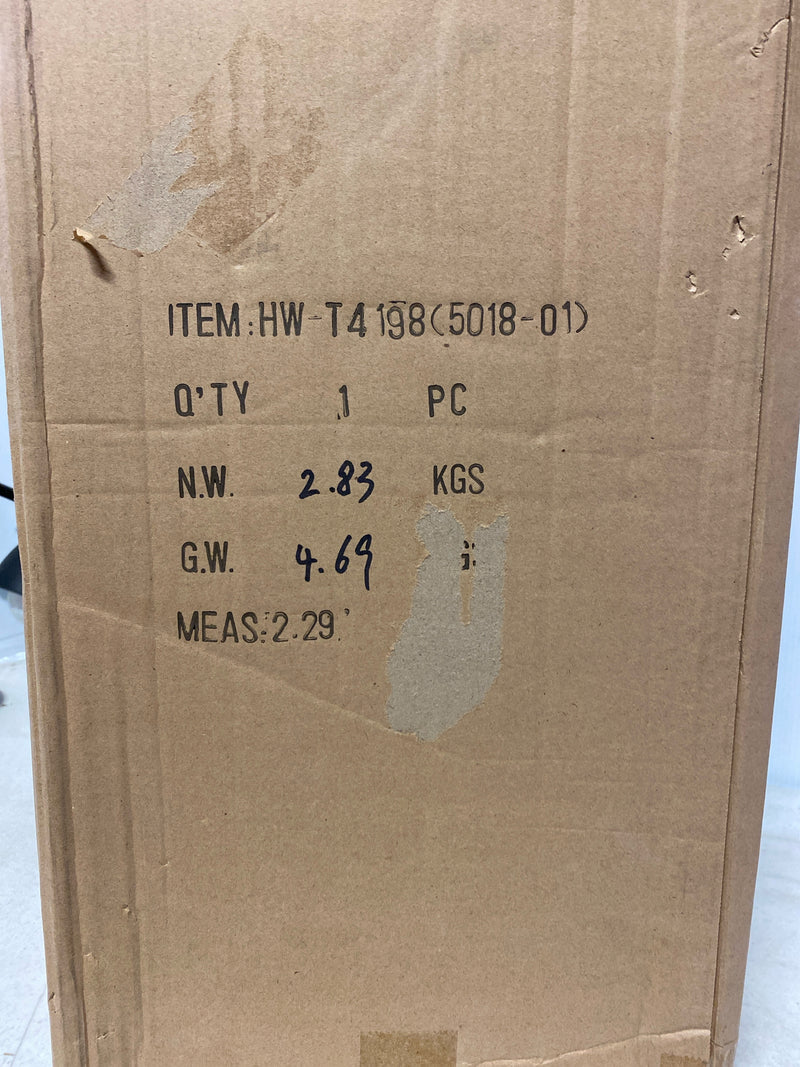 ITEM:HW-T4198(5018-01)
Q'TY 1 PC
N.W. 2.83 KGS
G.W. 4.69
MEAS:2.29'